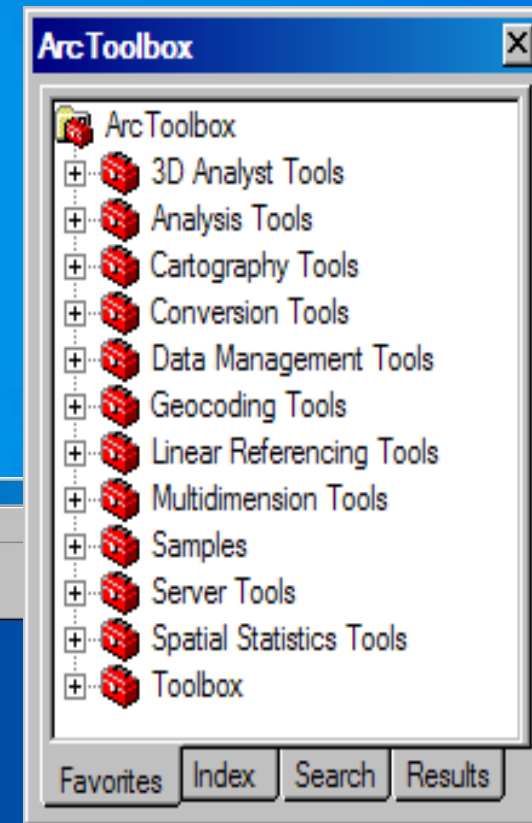 ArcToolbox
ArcToolbox
3D Analyst Tools
Analysis Tools
Cartography Tools
Conversion Tools
Data Management Tools
Geocoding Tools
Linear Referencing Tools
Multidimension Tools
Samples
Server Tools
Spatial Statistics Tools
Toolbox
Favorites Index Search Results